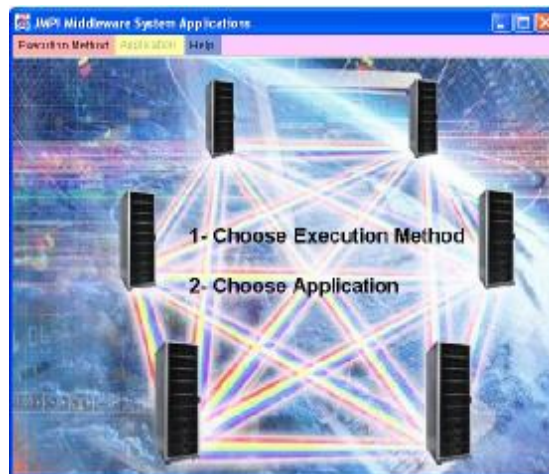 JMPI Middleware System Applications
Execution Method Application Help
1- Choose Execution Method
2- Choose Application